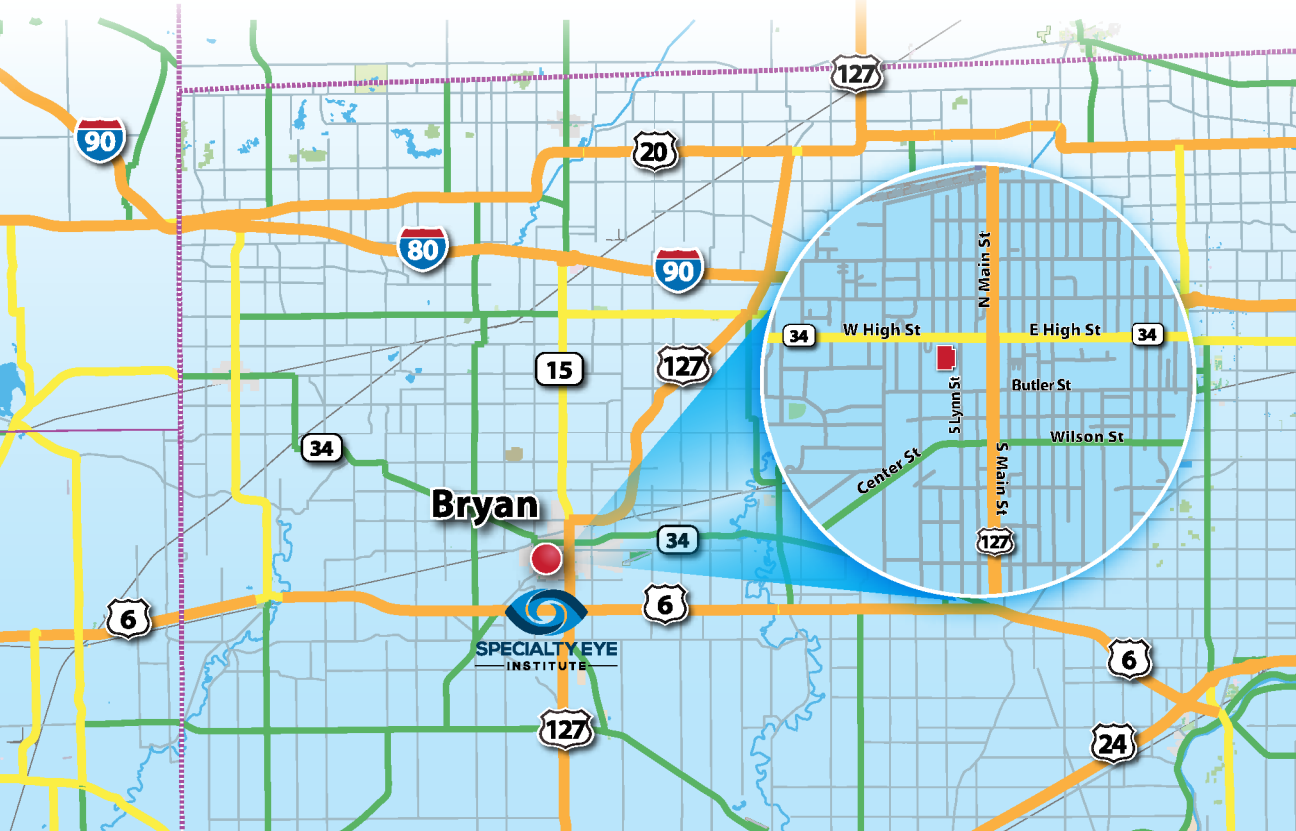 127
90
20
80
90
N Main St
34
W High St
E High St
34
15
127
S Lynn St
Butler St
34
Wilson St
Center St
S Main St
Bryan
34
127
6
6
SPECIALTY EYE
INSTITUTE
6
127
24